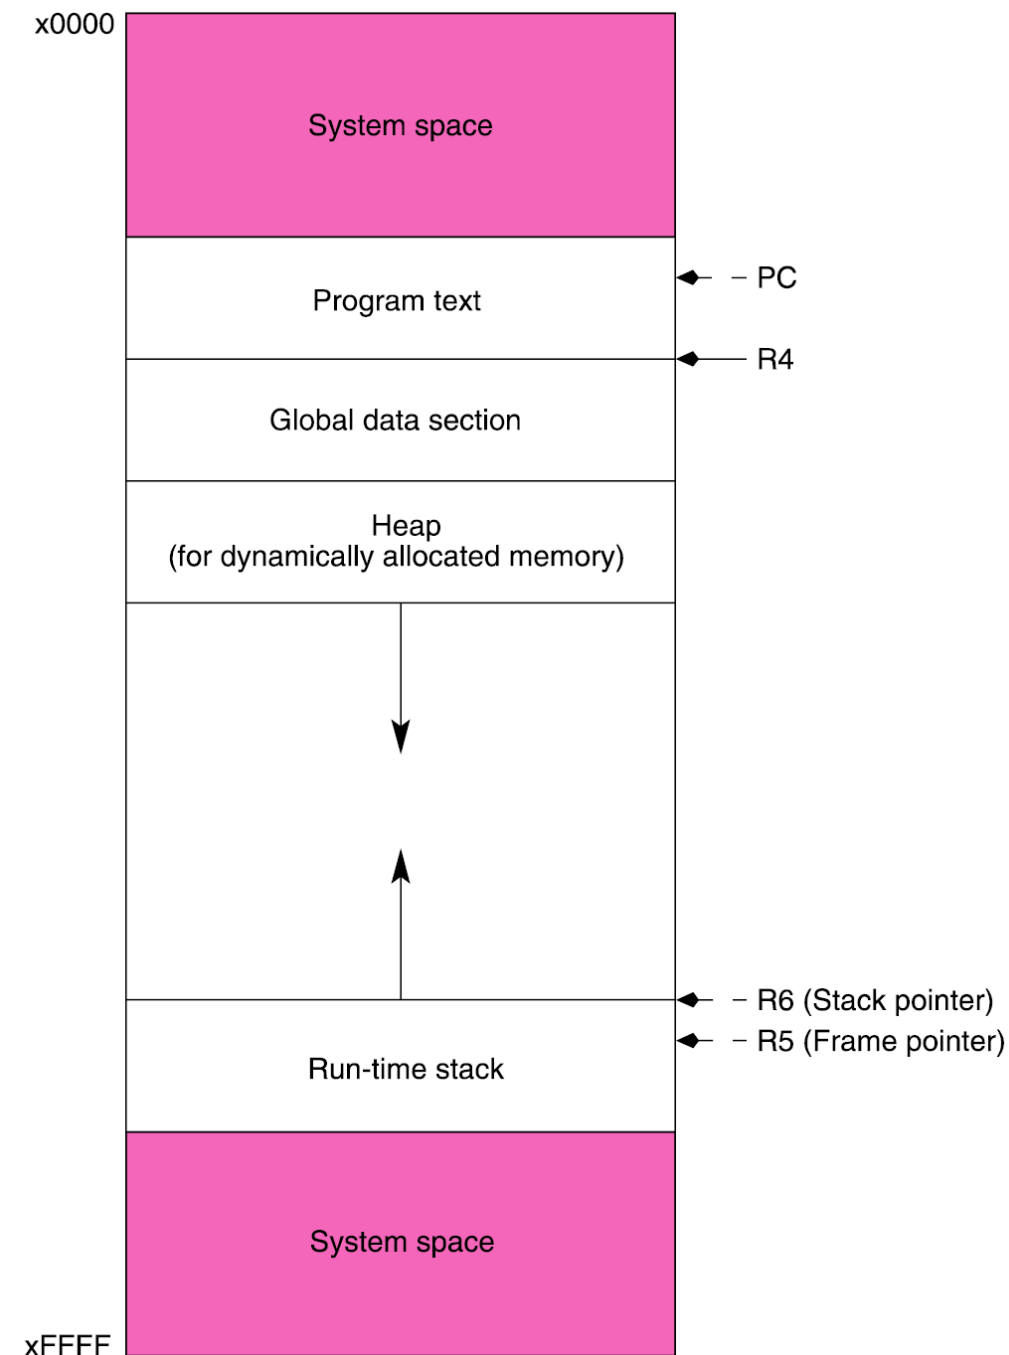 x0000
System space
PC
Program text
R4
Global data section
Heap
(for dynamically allocated memory)
R6 (Stack pointer)
R5 (Frame pointer)
Run-time stack
System space
xFFFF